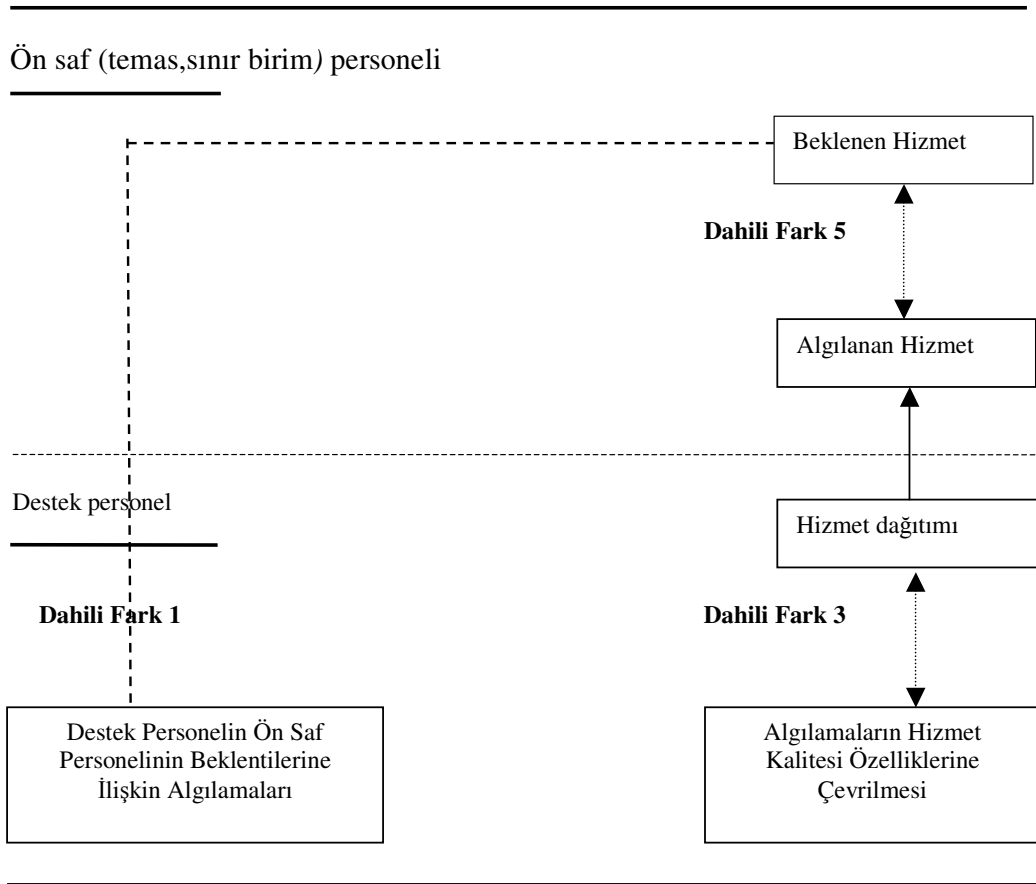 Ön saf (temas,sınır birim) personeli
Beklenen Hizmet
Dahili Fark 5
Algılanan Hizmet
Destek personel
Hizmet dağıtımı
Dahili Fark 1
Dahili Fark 3
Destek Personelin Ön Saf
Personelinin Beklentilerine
İlişkin Algılamaları
Algılamaların Hizmet
Kalitesi Özelliklerine
Çevrilmesi